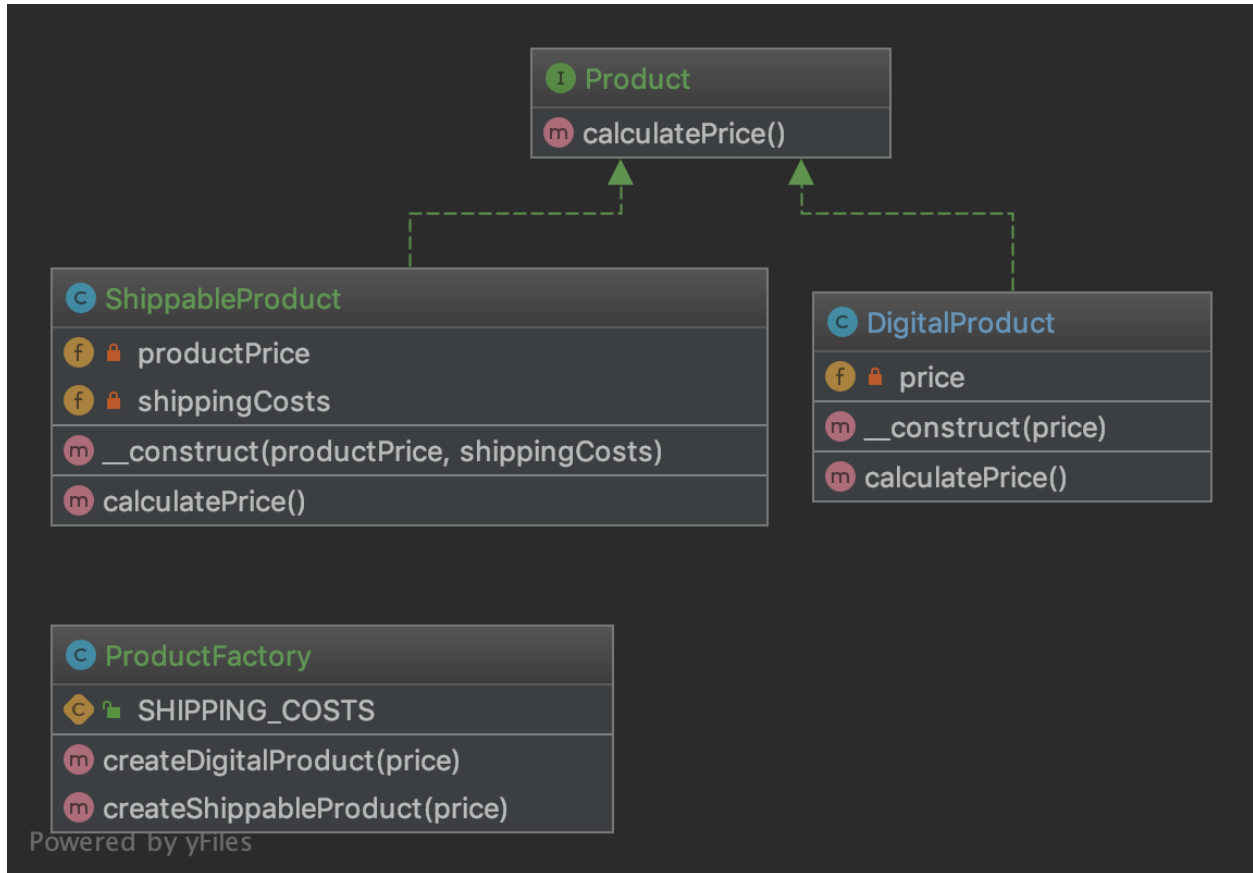 I Product
m calculatePrice()
C ShippableProduct
f productPrice
f shippingCosts
m __construct(productPrice, shippingCosts)
m calculatePrice()
C DigitalProduct
f price
m __construct(price)
m calculatePrice()
C ProductFactory
C SHIPPING_COSTS
m createDigitalProduct(price)
m createShippableProduct(price)
Powered by yFiles